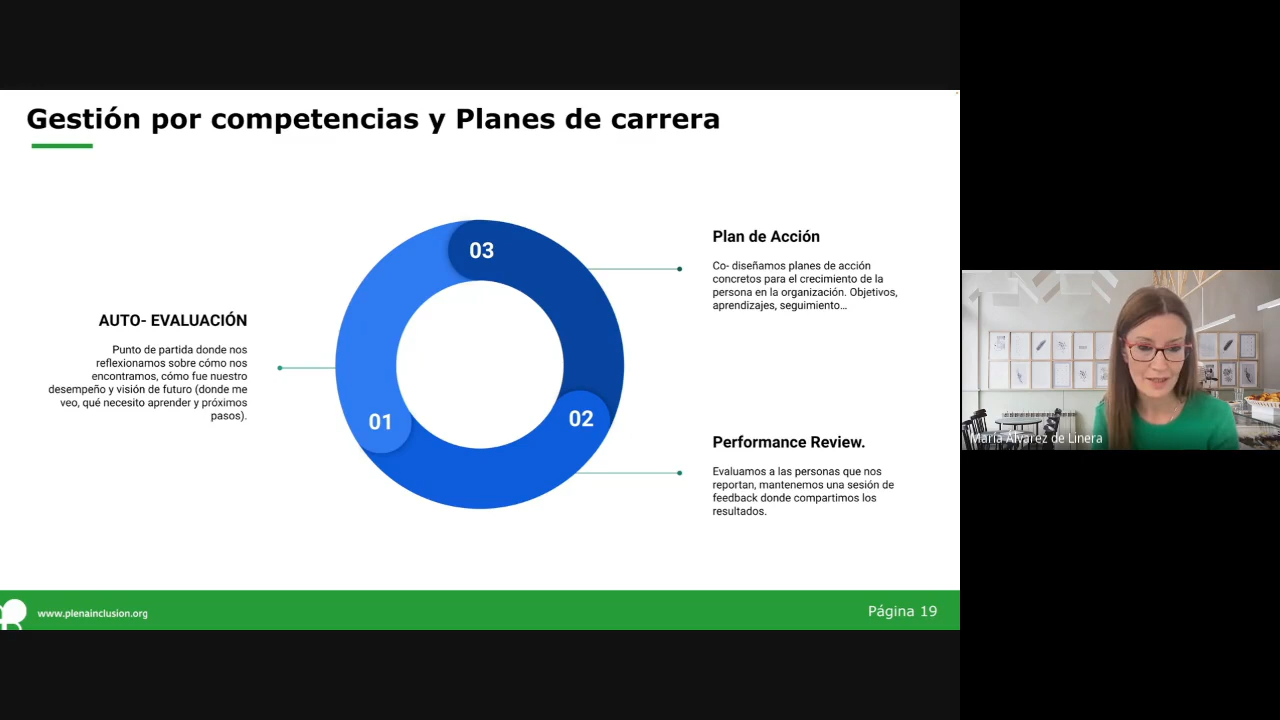 Gestión por competencias y Planes de carrera
03
01
02
AUTO- EVALUACIÓN
Punto de partida donde nos
reflexionamos sobre cómo nos
encontramos, cómo fue nuestro
desempeño y visión de futuro (donde me
veo, qué necesito aprender y próximos
pasos).
Plan de Acción
Co- diseñamos planes de acción
concretos para el crecimiento de la
persona en la organización. Objetivos,
aprendizajes, seguimiento...
Performance Review.
Evaluamos a las personas que nos
reportan, mantenemos una sesión de
feedback donde compartimos los
resultados.
www.plenainclusion.org
Página 19
María Álvarez de Linera